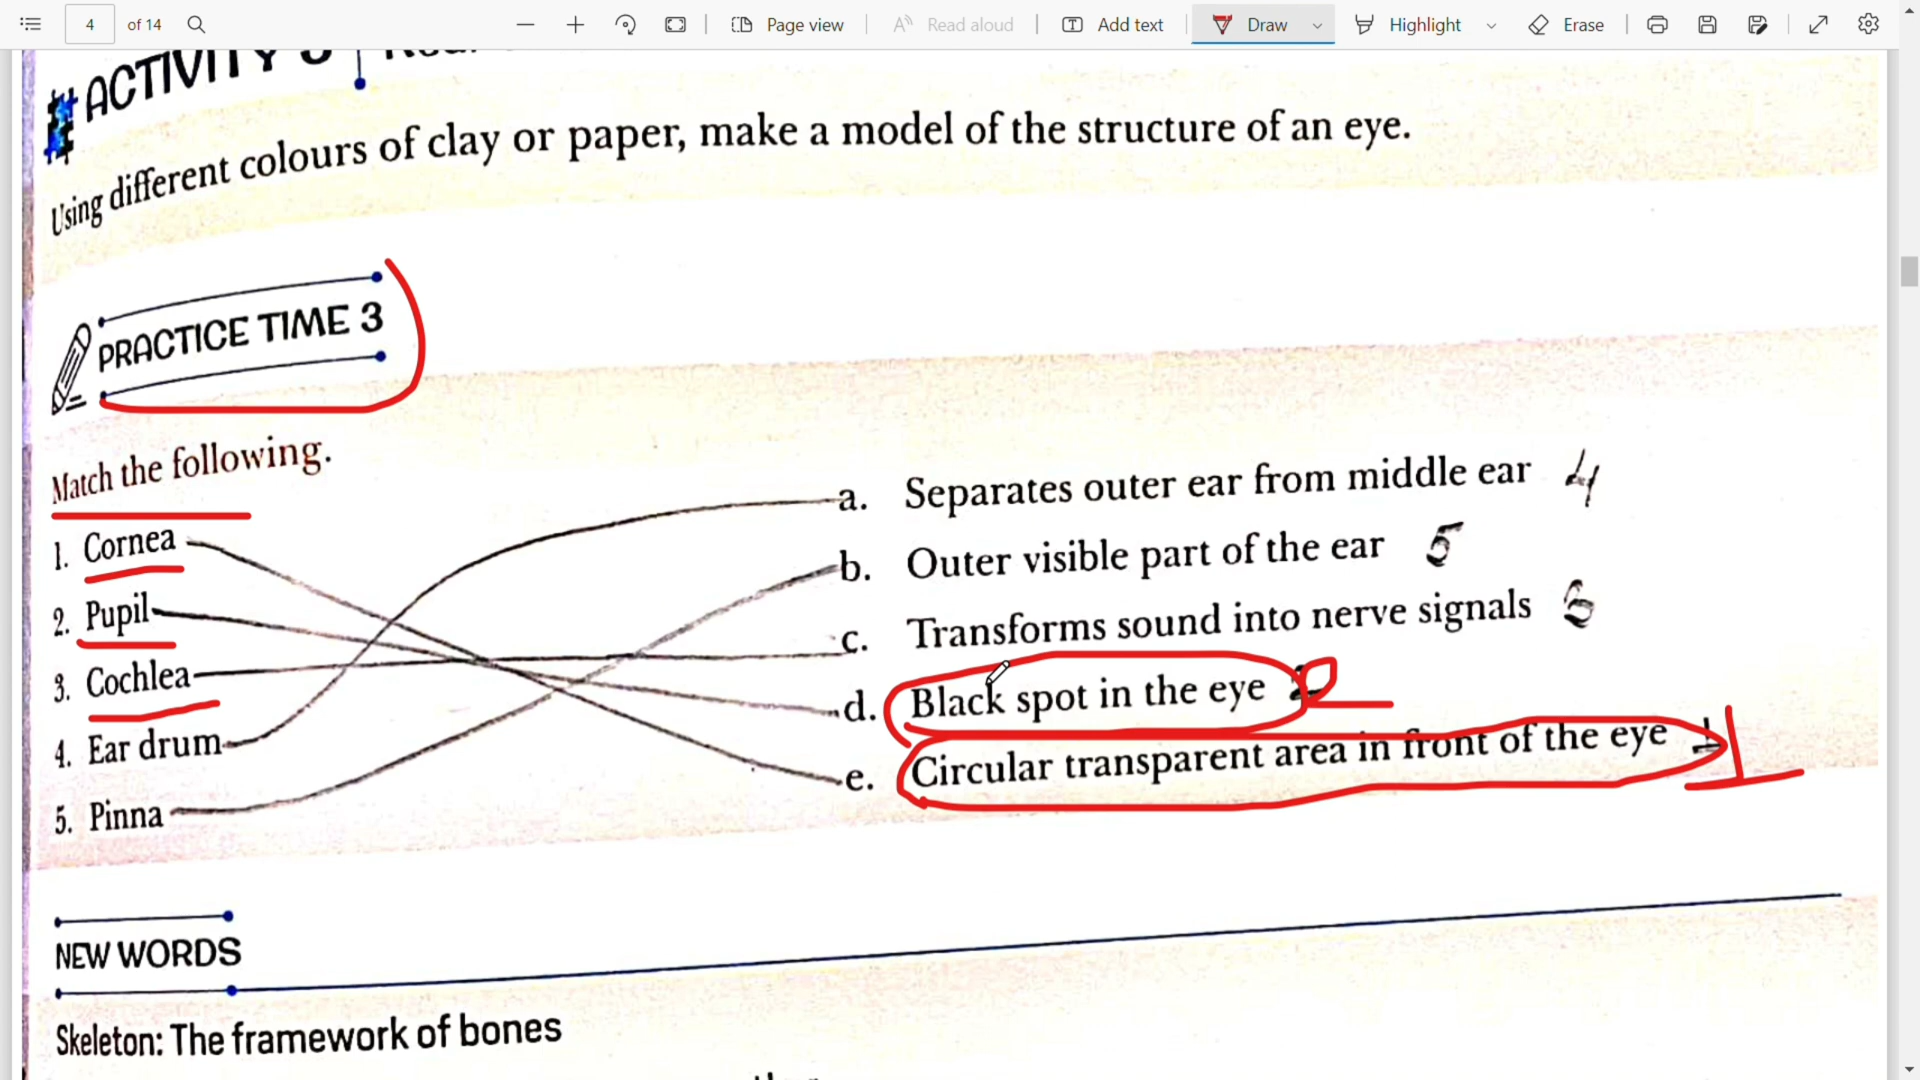 4 of 14 Page view Read aloud Add text Draw Highlight Erase
#ACTIVITY
Using different colours of clay or paper, make a model of the structure of an eye.
PRACTICE TIME 3
Match the following.
1. Cornea
2. Pupil
3. Cochlea
4. Ear drum
5. Pinna
a. Separates outer ear from middle ear 4
b. Outer visible part of the ear 5
c. Transforms sound into nerve signals 3
d. Black spot in the eye 2
e. Circular transparent area in front of the eye 1
1
NEW WORDS
Skeleton: The framework of bones